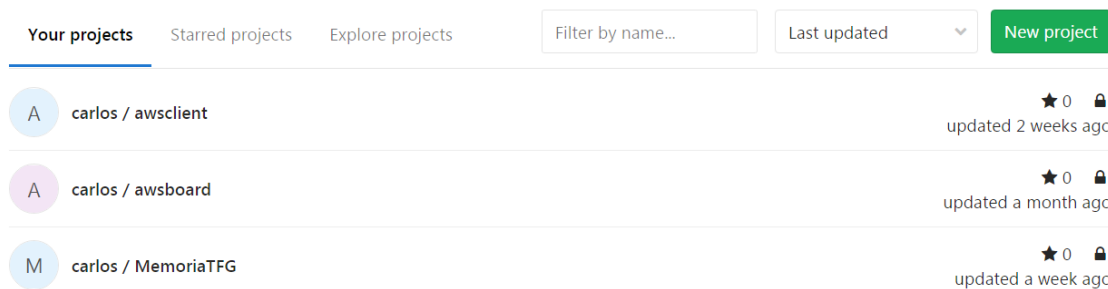 Your projects Starred projects Explore projects Filter by name... Last updated New project
A carlos / awsclient 0
updated 2 weeks ago
A carlos / awsboard 0
updated a month ago
M carlos / MemoriaTFG 0
updated a week ago